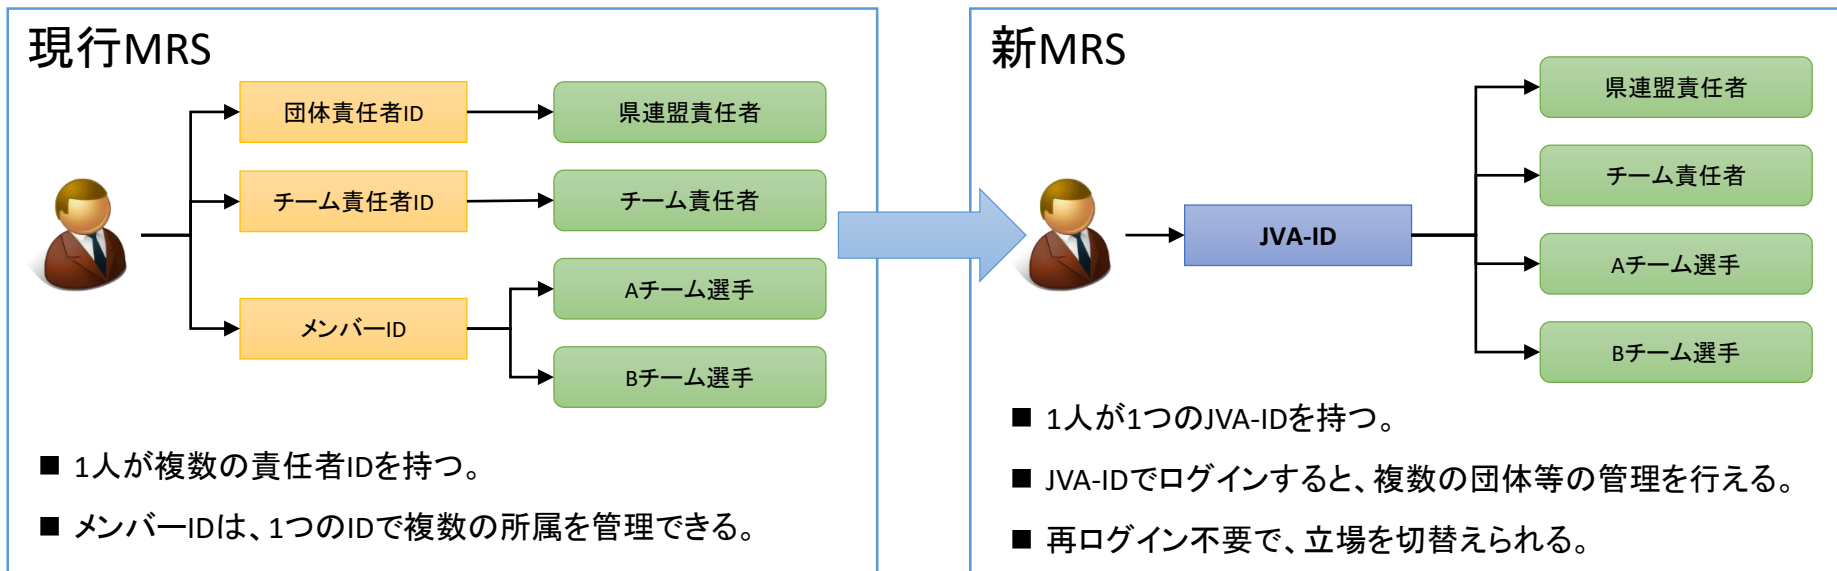 現行MRS
団体責任者ID
県連盟責任者
チーム責任者ID
チーム責任者
メンバーID
Aチーム選手
Bチーム選手
■ 1人が複数の責任者IDを持つ。
■ メンバーIDは、1つのIDで複数の所属を管理できる。
新MRS
JVA-ID
県連盟責任者
チーム責任者
Aチーム選手
Bチーム選手
■ 1人が1つのJVA-IDを持つ。
■ JVA-IDでログインすると、複数の団体等の管理を行える。
■ 再ログイン不要で、立場を切替えられる。